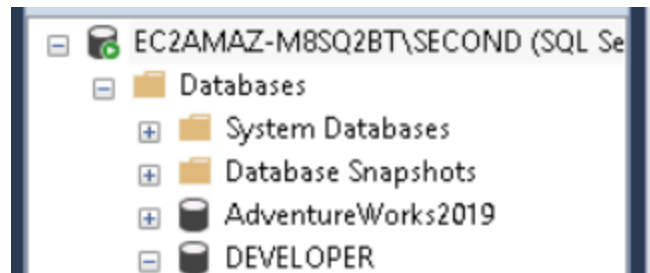 EC2AMAZ-M8SQ2BT\SECOND (SQL Se
Databases
System Databases
Database Snapshots
AdventureWorks2019
DEVELOPER